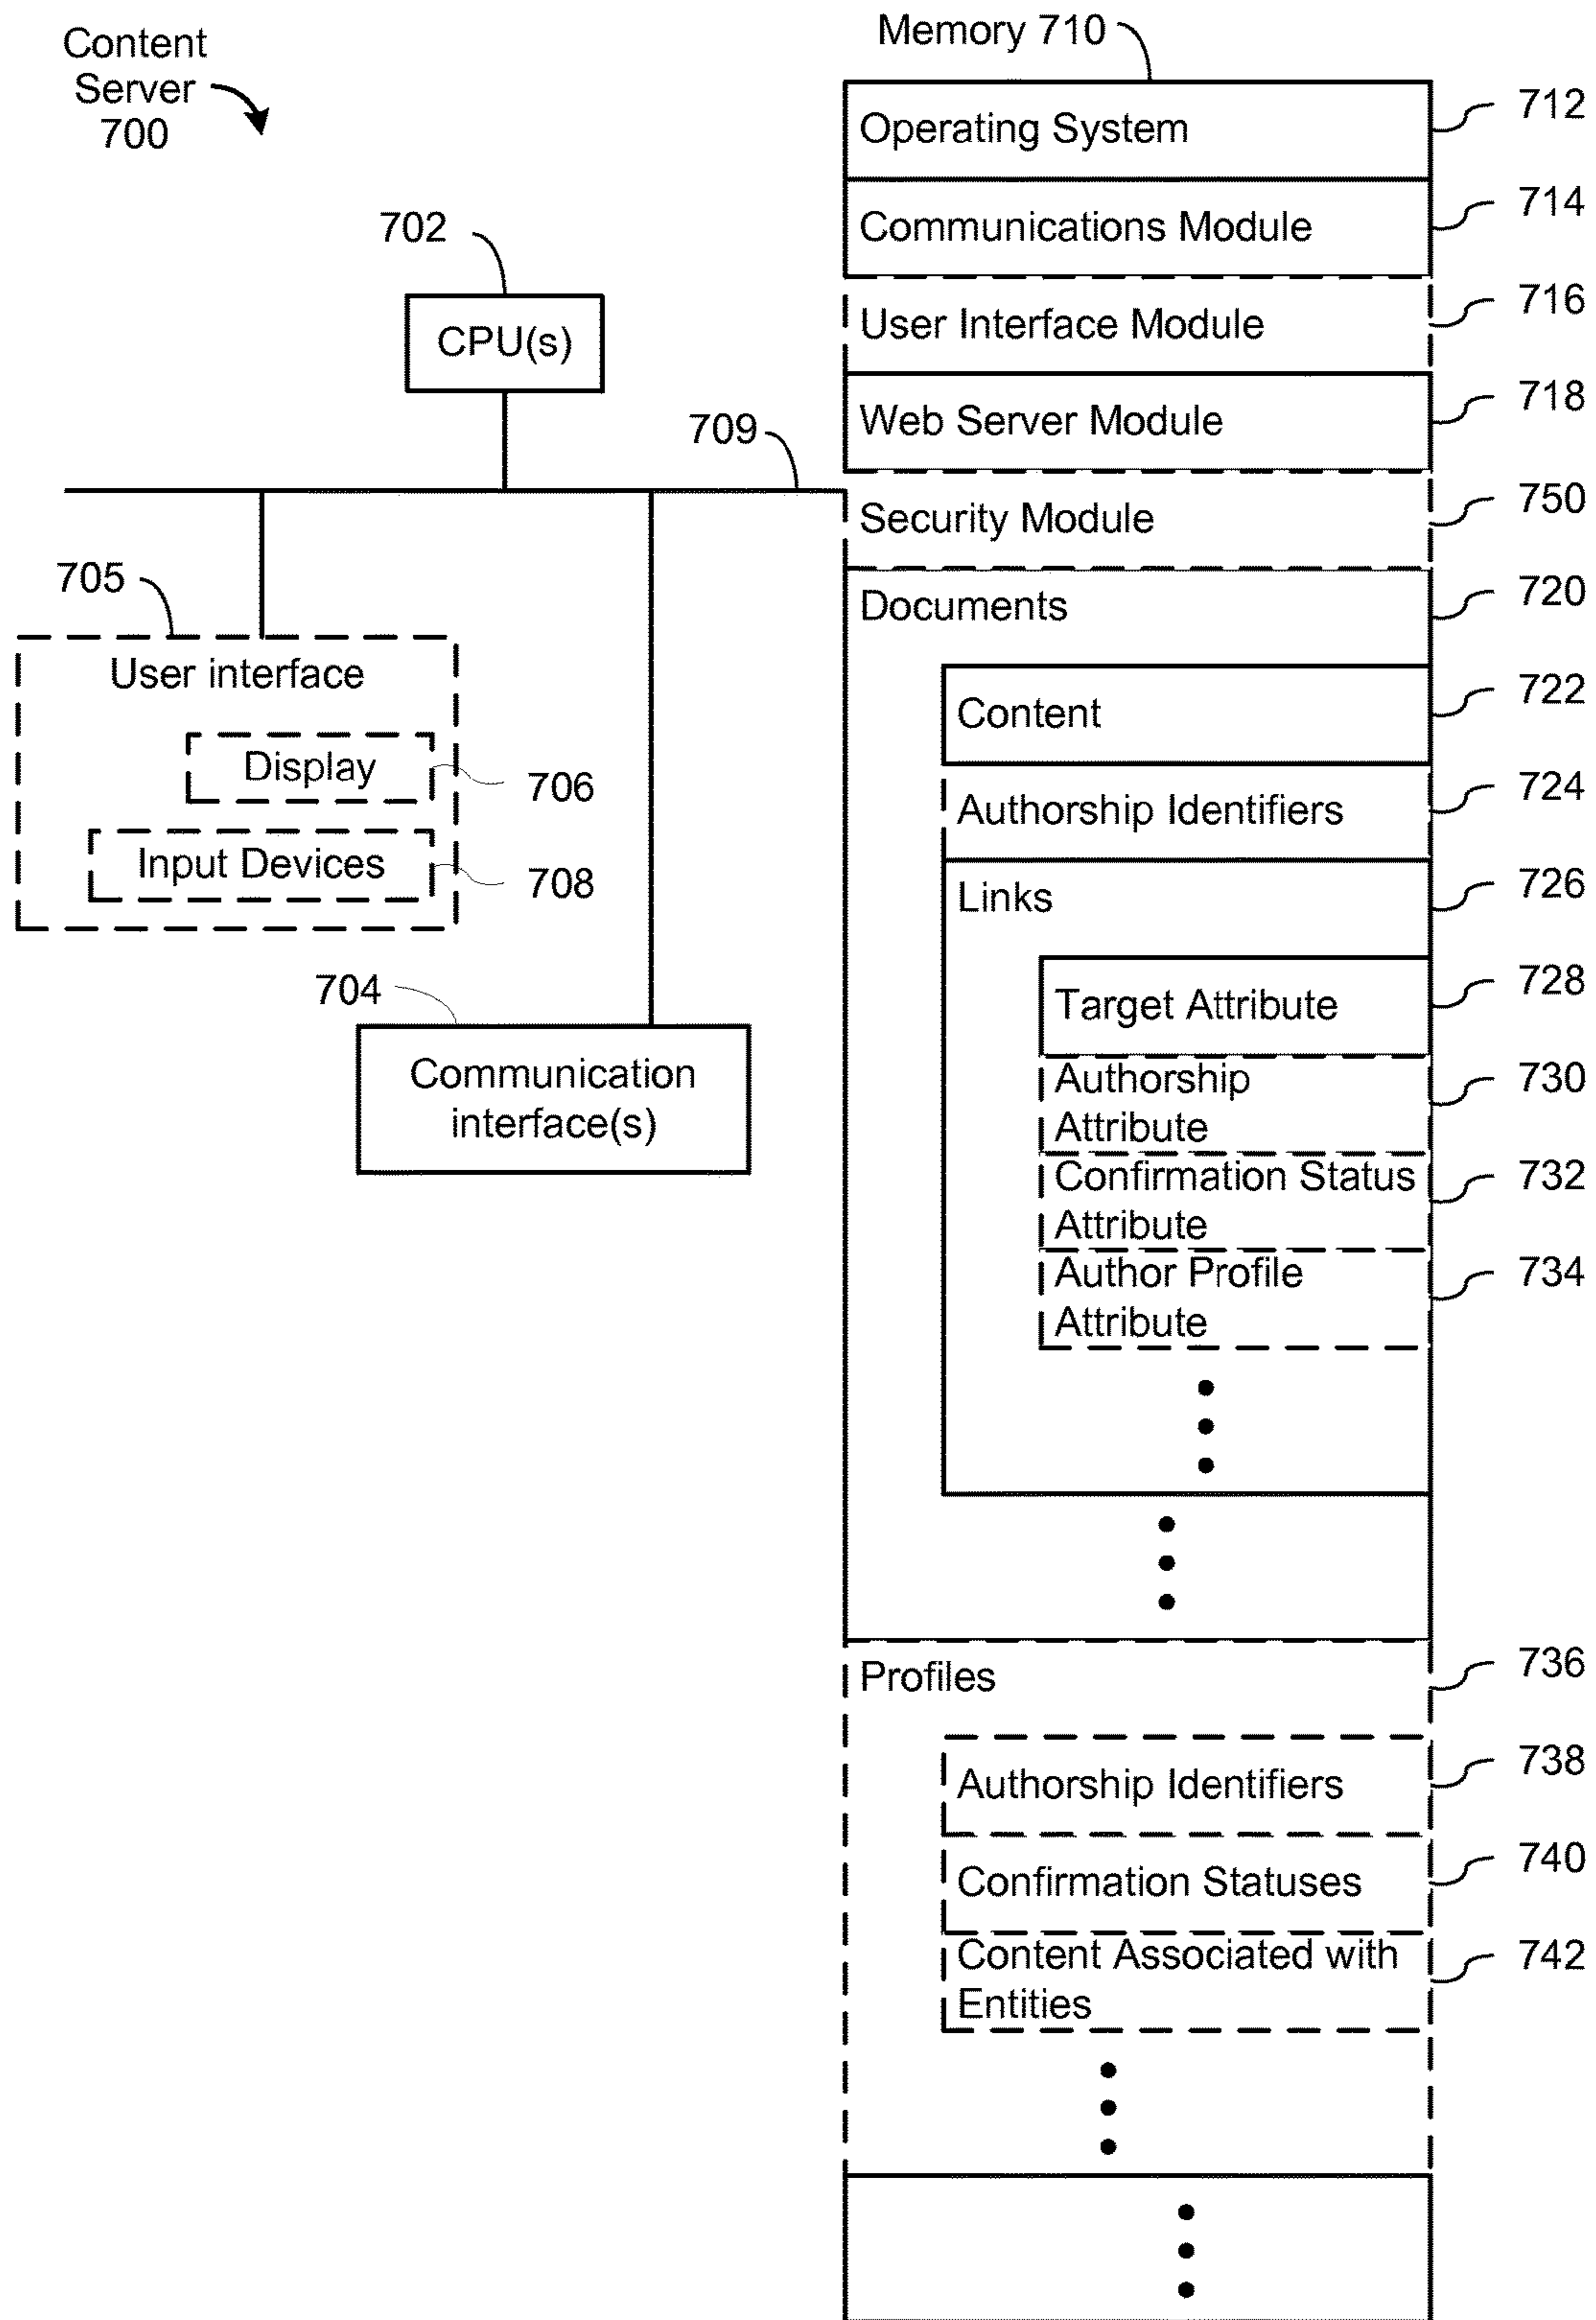 Content
Server
700
702
CPU(s)
709
705
User interface
Display
706
Input Devices
708
704
Communication
interface(s)
Memory 710
Operating System
712
Communications Module
714
User Interface Module
716
Web Server Module
718
Security Module
750
Documents
720
Content
722
Authorship Identifiers
724
Links
726
Target Attribute
728
Authorship
Attribute
730
Confirmation Status
Attribute
732
Author Profile
Attribute
734
Profiles
736
Authorship Identifiers
738
Confirmation Statuses
740
Content Associated with
Entities
742